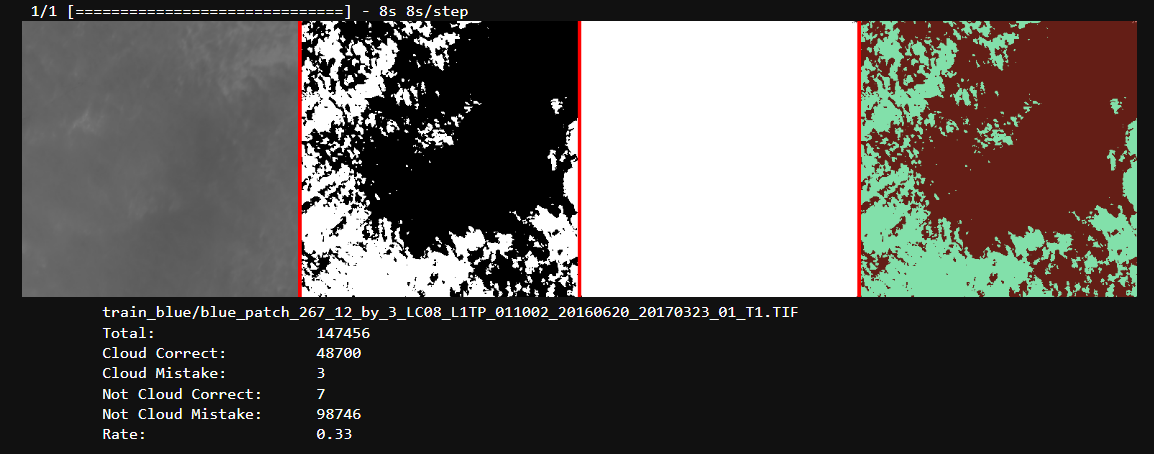 1/1 [==============================] - 8s 8s/step
train_blue/blue_patch_267_12_by_3_LC08_L1TP_011002_20160620_20170323_01_T1.TIF
Total: 147456
Cloud Correct: 48700
Cloud Mistake: 3
Not Cloud Correct: 7
Not Cloud Mistake: 98746
Rate: 0.33